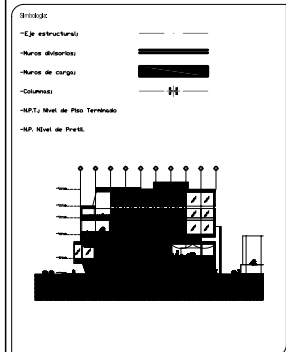 Simbología:
-Eje estructural;
-Muros divisorios;
-Muros de carga;
-Columnas;
-N.P.T.; Nivel de Piso Terminado
-N.P. Nivel de Pretil.